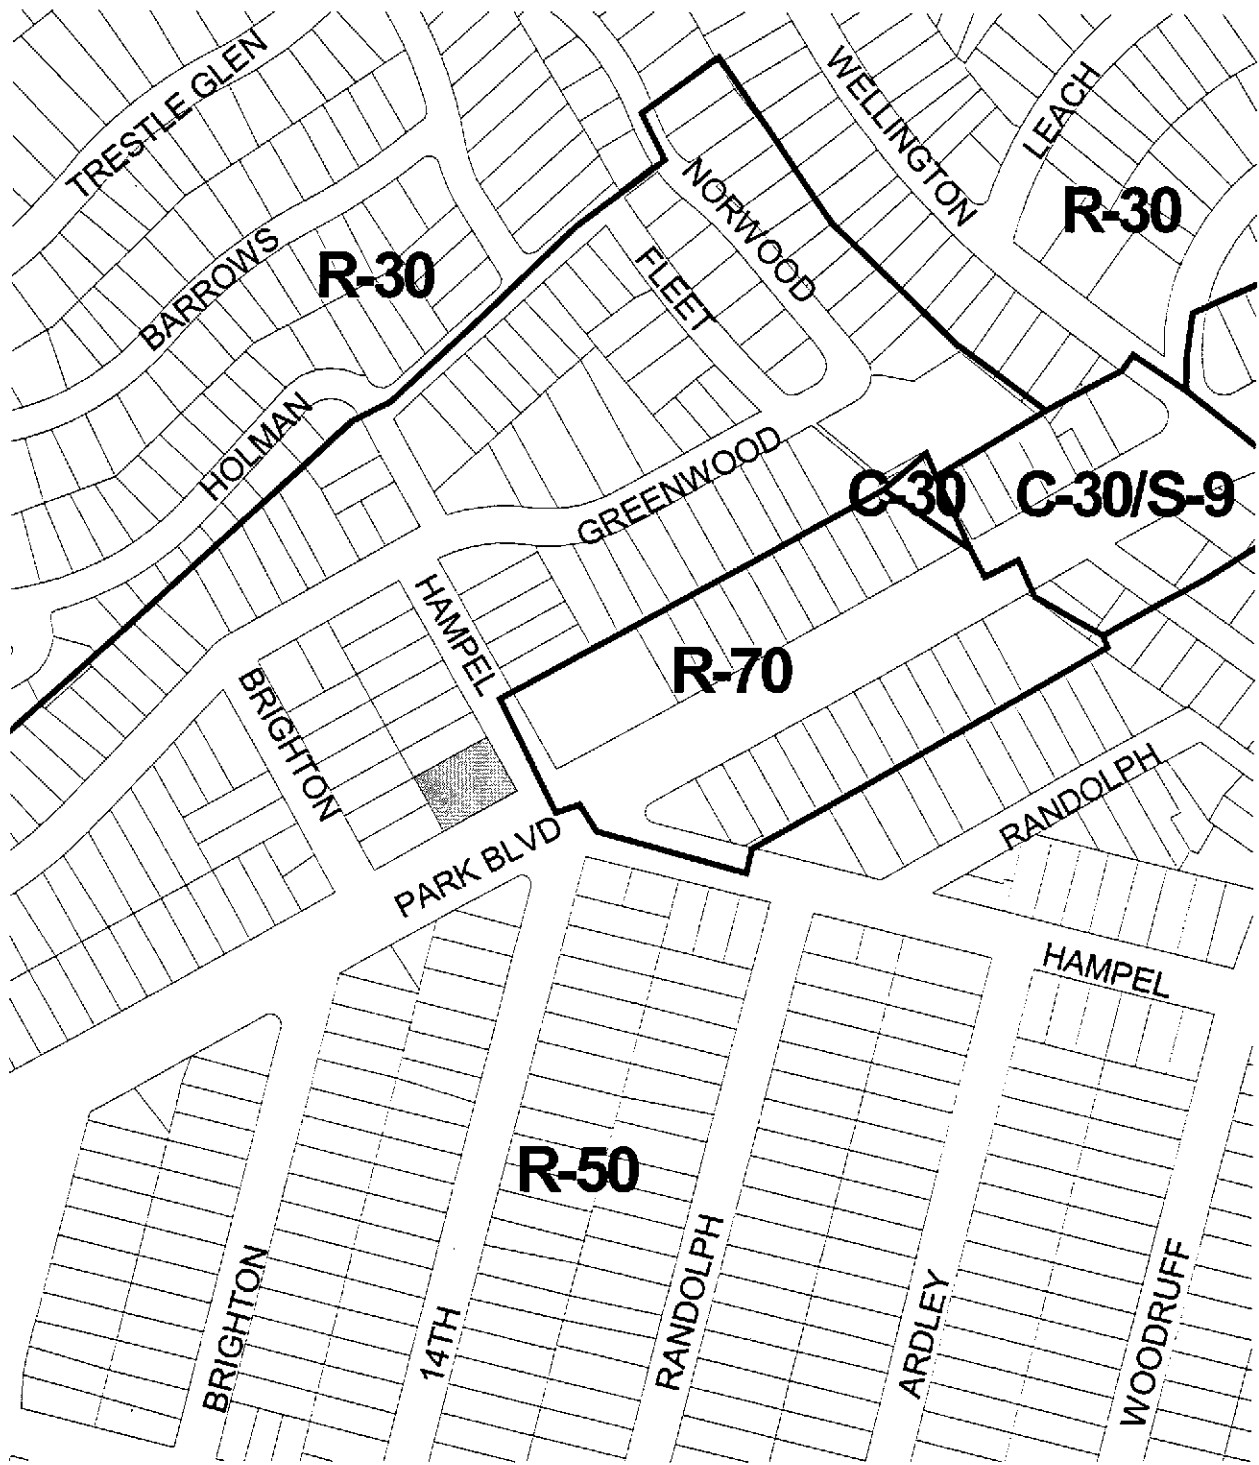 TRESTLE GLEN
WELLINGTON
LEACH
NORWOOD
R-30
BARROWS
R-30
FLEET
HOLMAN
GREENWOOD
C-30
C-30/S-9
HAMPEL
R-70
BRIGHTON
RANDOLPH
PARK BLVD
HAMPEL
R-50
BRIGHTON
14TH
RANDOLPH
ARDLEY
WOODRUFF